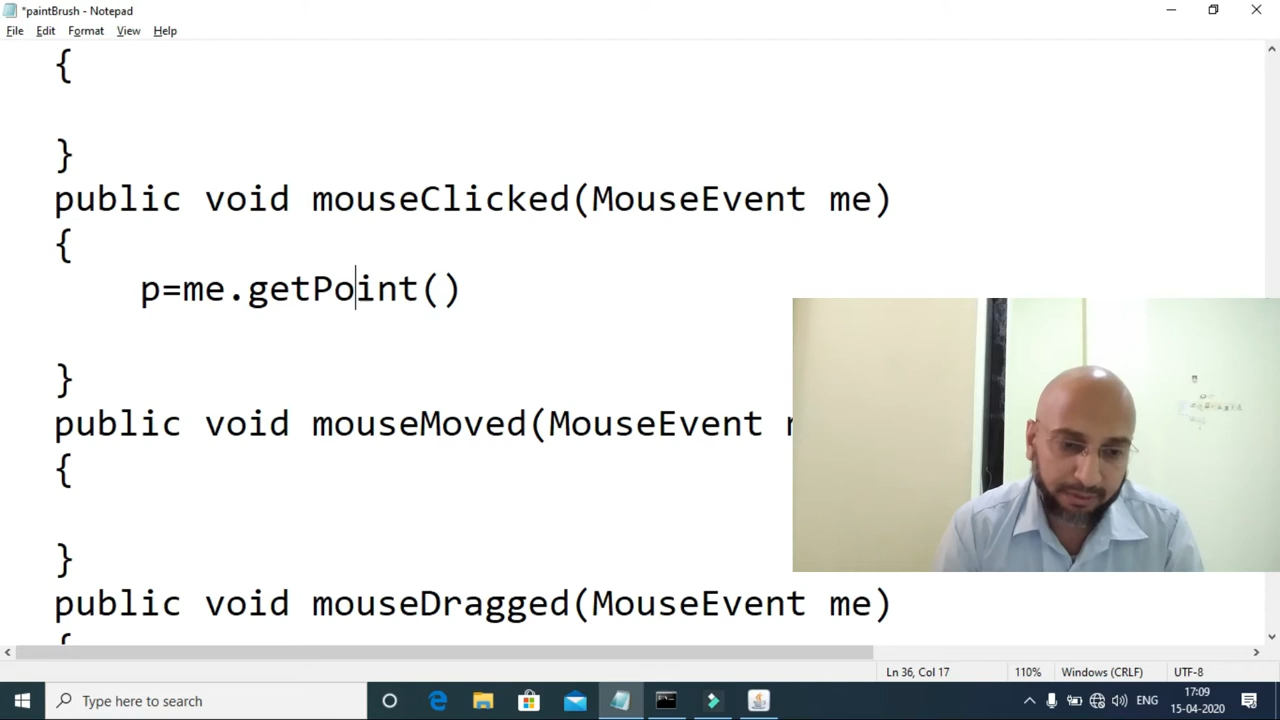 *paintBrush - Notepad
File Edit Format View Help
{
}
public void mouseClicked(MouseEvent me)
{
p=me.getPoint()
}
public void mouseMoved(MouseEvent
{
}
public void mouseDragged(MouseEvent me)
{
Ln 36, Col 17 110% Windows (CRLF) UTF-8
Type here to search
ENG
17:09
15-04-2020